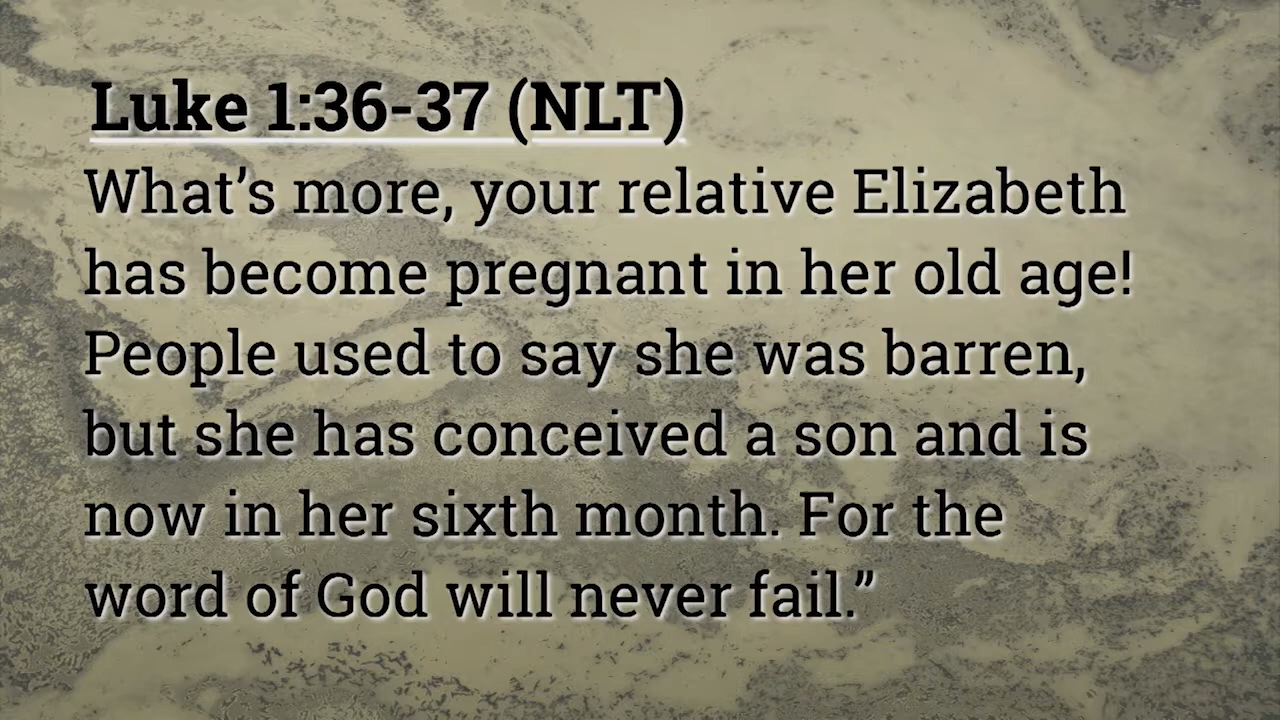 Luke 1:36-37 (NLT)
What’s more, your relative Elizabeth
has become pregnant in her old age!
People used to say she was barren,
but she has conceived a son and is
now in her sixth month. For the
word of God will never fail.”